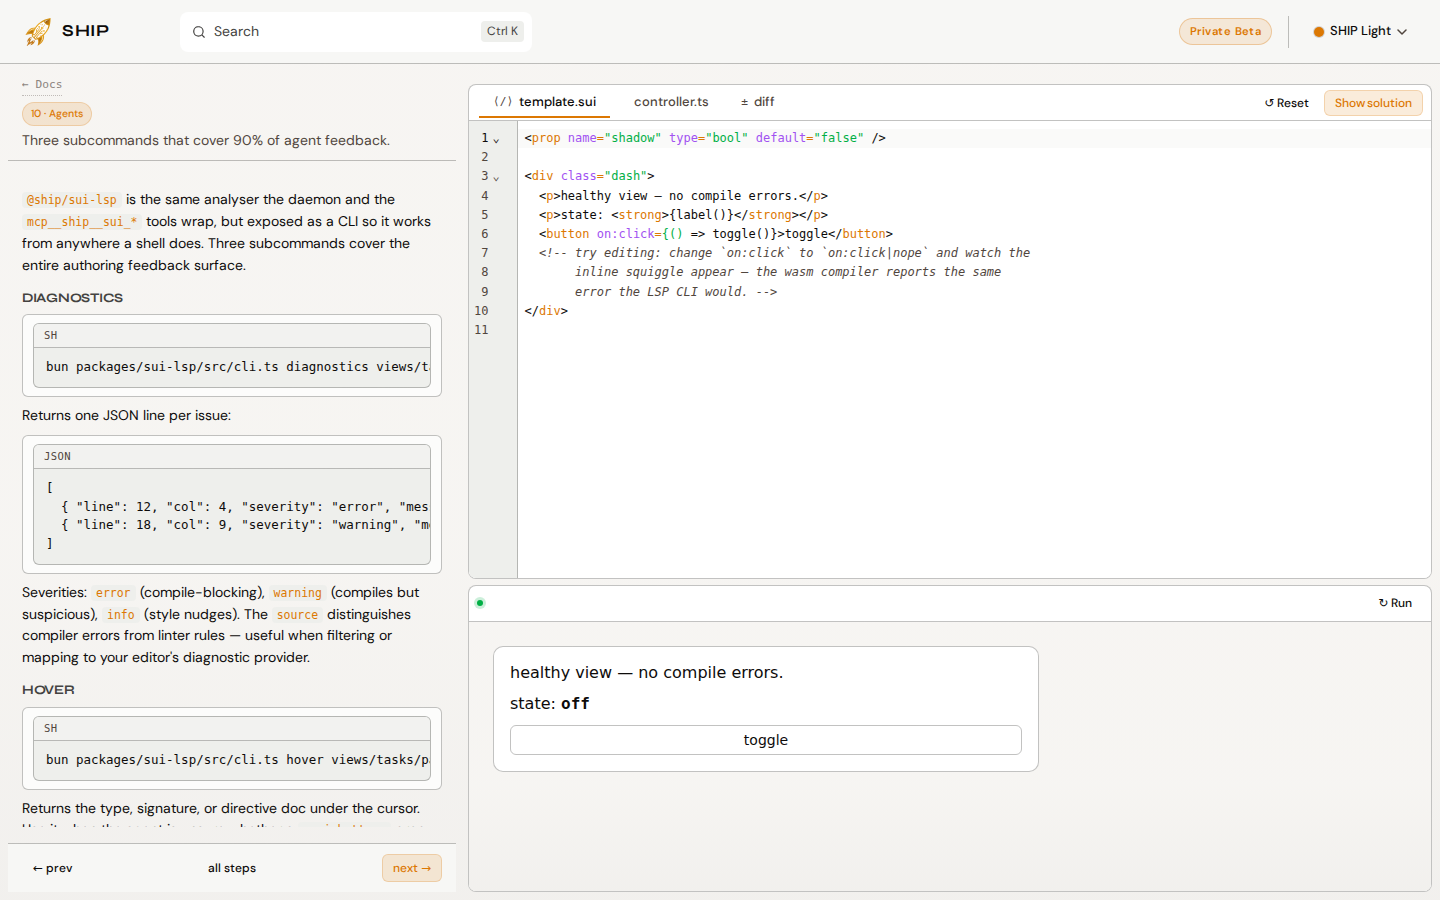 SHIP
Search
Ctrl K
Private Beta
SHIP Light
← Docs
10 · Agents
Three subcommands that cover 90% of agent feedback.
@ship/sui-lsp is the same analyser the daemon and the
mcp__ship__sui_* tools wrap, but exposed as a CLI so it works
from anywhere a shell does. Three subcommands cover the
entire authoring feedback surface.
DIAGNOSTICS
SH
bun packages/sui-lsp/src/cli.ts diagnostics views/t
Returns one JSON line per issue:
JSON
[
{ "line": 12, "col": 4, "severity": "error", "mes
{ "line": 18, "col": 9, "severity": "warning", "m
]
Severities: error (compile-blocking), warning (compiles but
suspicious), info (style nudges). The source distinguishes
compiler errors from linter rules — useful when filtering or
mapping to your editor's diagnostic provider.
HOVER
SH
bun packages/sui-lsp/src/cli.ts hover views/tasks/p
Returns the type, signature, or directive doc under the cursor.
← prev
all steps
next →
⟨/⟩ template.sui
controller.ts
± diff
↺ Reset
Show solution
1 <prop name="shadow" type="bool" default="false" />
2
3 <div class="dash">
4 <p>healthy view — no compile errors.</p>
5 <p>state: <strong>{label()}</strong></p>
6 <button on:click={() => toggle()}>toggle</button>
7 <!-- try editing: change `on:click` to `on:click|nope` and watch the
8 inline squiggle appear — the wasm compiler reports the same
9 error the LSP CLI would. -->
10 </div>
11
↻ Run
healthy view — no compile errors.
state: off
toggle